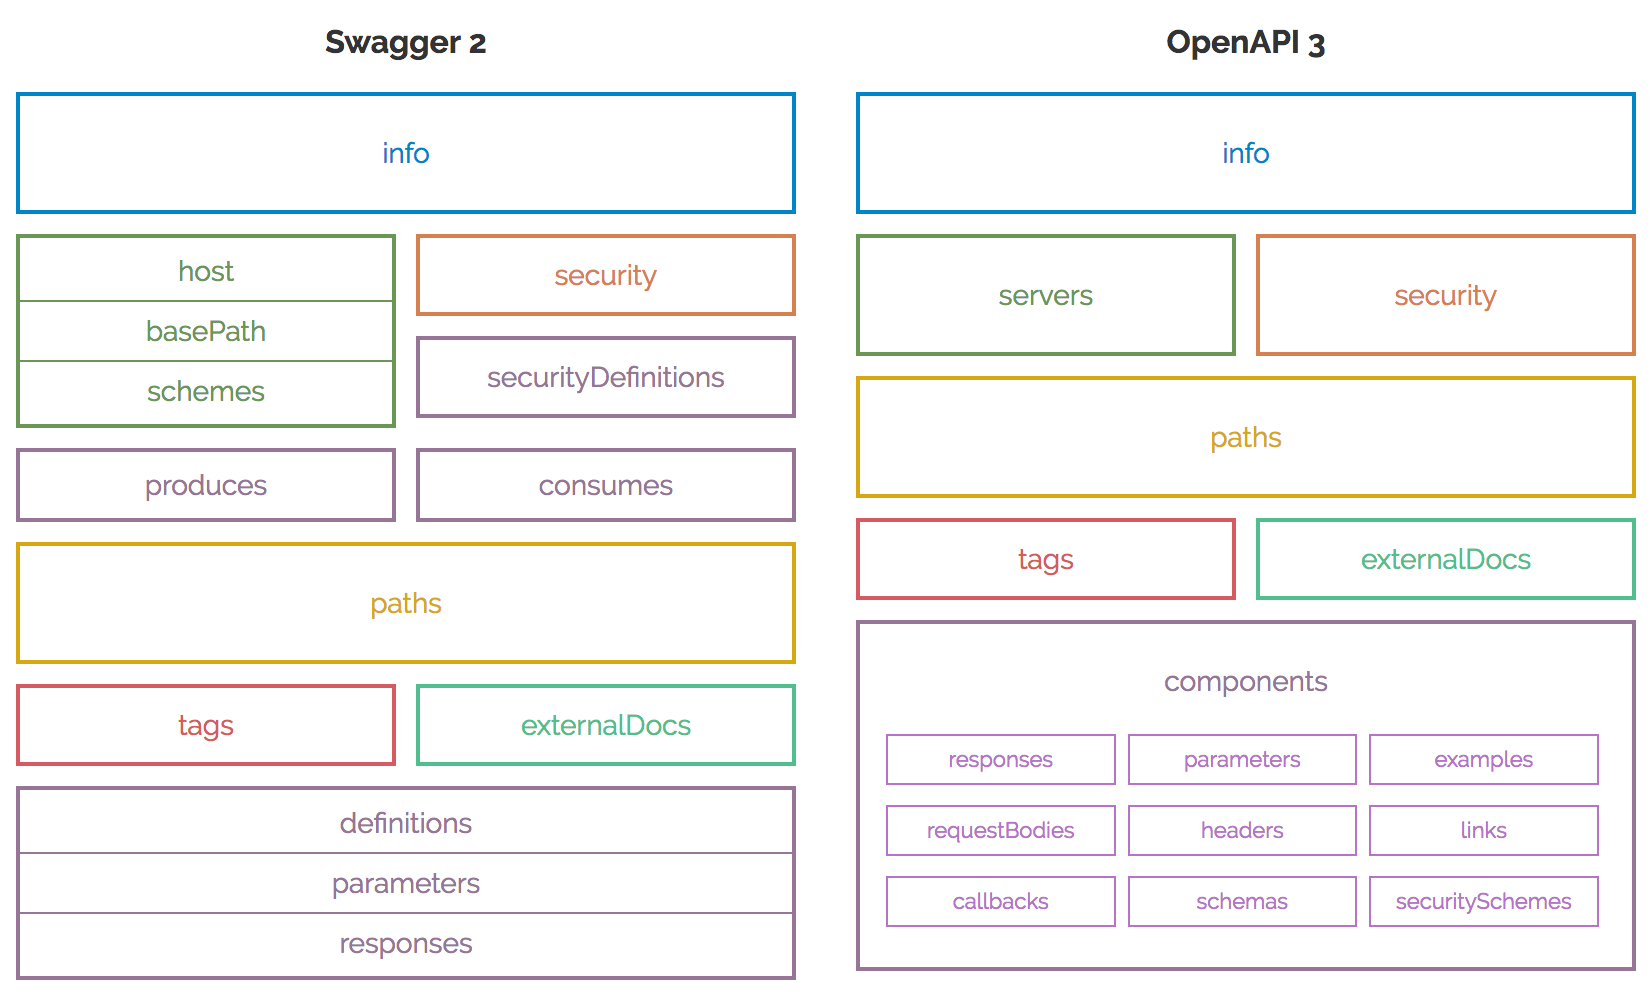 Swagger 2
info
host
basePath
schemes
security
securityDefinitions
produces
consumes
paths
tags
externalDocs
definitions
parameters
responses
OpenAPI 3
info
servers
security
paths
tags
externalDocs
components
responses
parameters
examples
requestBodies
headers
links
callbacks
schemas
securitySchemes